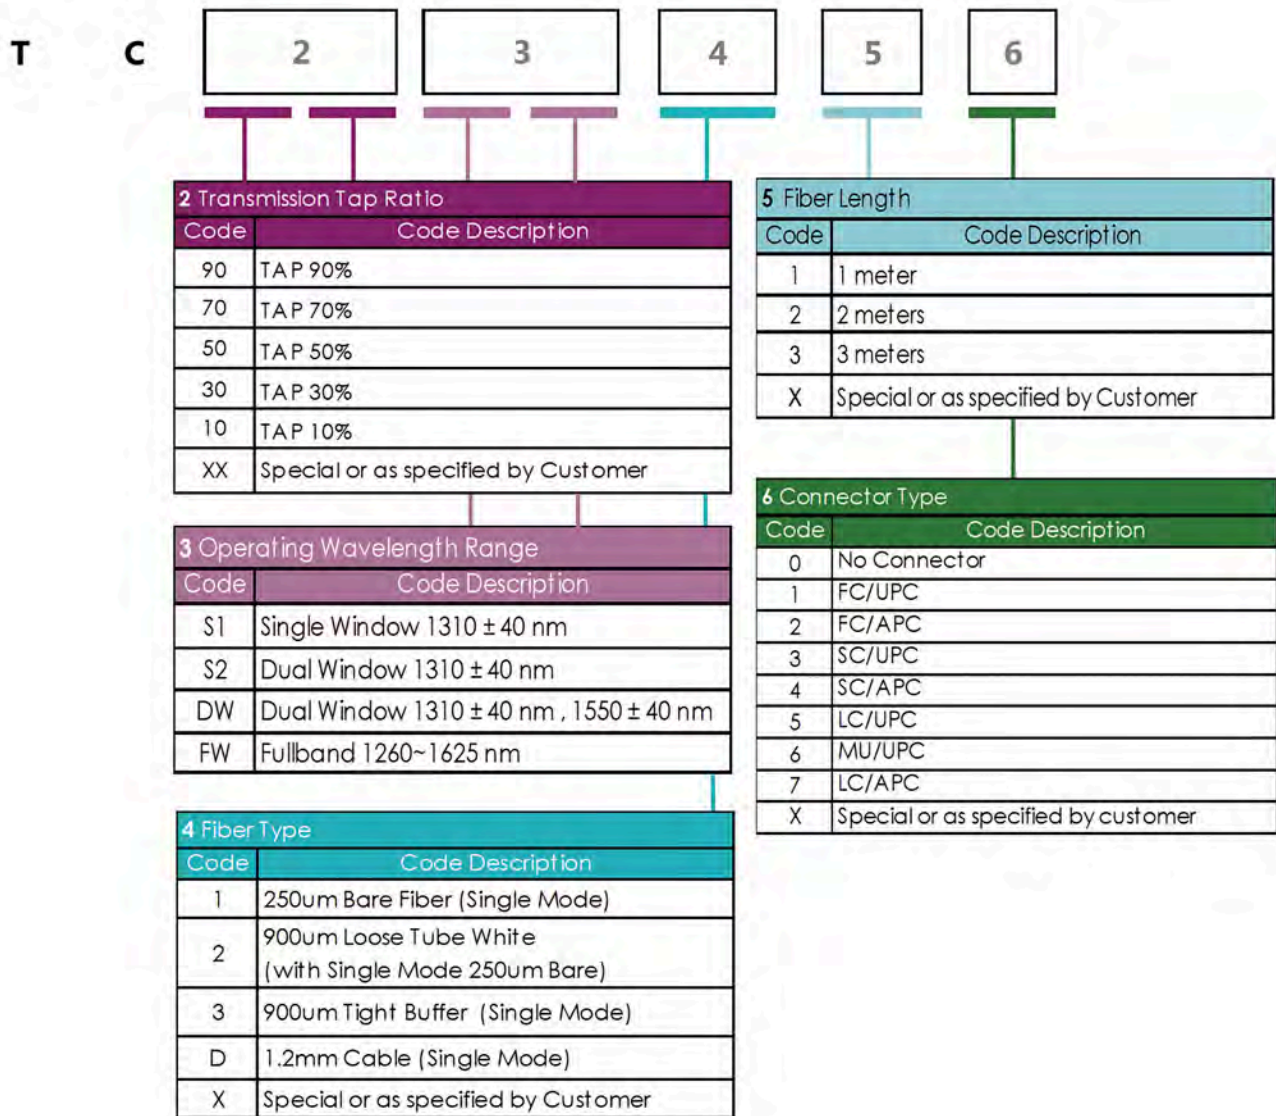 T C 2 3 4 5 6
2 Transmission Tap Ratio
Code Code Description
90 TAP 90%
70 TAP 70%
50 TAP 50%
30 TAP 30%
10 TAP 10%
XX Special or as specified by Customer
3 Operating Wavelength Range
Code Code Description
S1 Single Window 1310 ± 40 nm
S2 Dual Window 1310 ± 40 nm
DW Dual Window 1310 ± 40 nm , 1550 ± 40 nm
FW Fullband 1260~1625 nm
4 Fiber Type
Code Code Description
1 250um Bare Fiber (Single Mode)
2 900um Loose Tube White
(with Single Mode 250um Bare)
3 900um Tight Buffer (Single Mode)
D 1.2mm Cable (Single Mode)
X Special or as specified by Customer
5 Fiber Length
Code Code Description
1 1 meter
2 2 meters
3 3 meters
X Special or as specified by Customer
6 Connector Type
Code Code Description
0 No Connector
1 FC/UPC
2 FC/APC
3 SC/UPC
4 SC/APC
5 LC/UPC
6 MU/UPC
7 LC/APC
X Special or as specified by customer